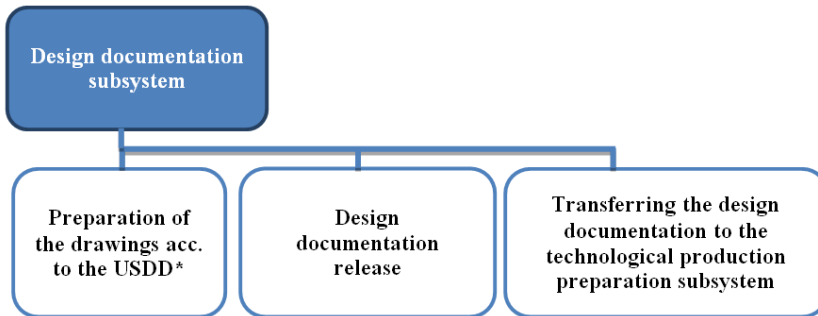 Design documentation
subsystem
Preparation of
the drawings acc.
to the USDD*
Design
documentation
release
Transferring the design
documentation to the
technological production
preparation subsystem